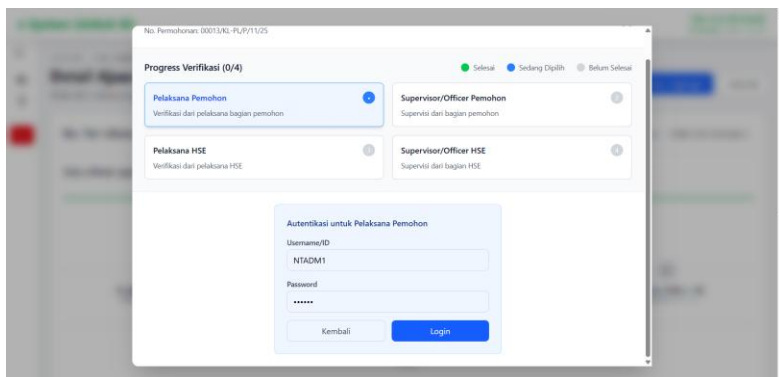 No. Permohonan: 00013/KL-PL/P/11/25
Progress Verifikasi (0/4)
Selesai
Sedang Dipilih
Belum Selesai
Pelaksana Pemohon
Verifikasi dari pelaksana bagian pemohon
Supervisor/Officer Pemohon
Supervisi dari bagian pemohon
Pelaksana HSE
Verifikasi dari pelaksana HSE
Supervisor/Officer HSE
Supervisi dari bagian HSE
Autentikasi untuk Pelaksana Pemohon
Username/ID
NTADM1
Password
••••••
Kembali
Login